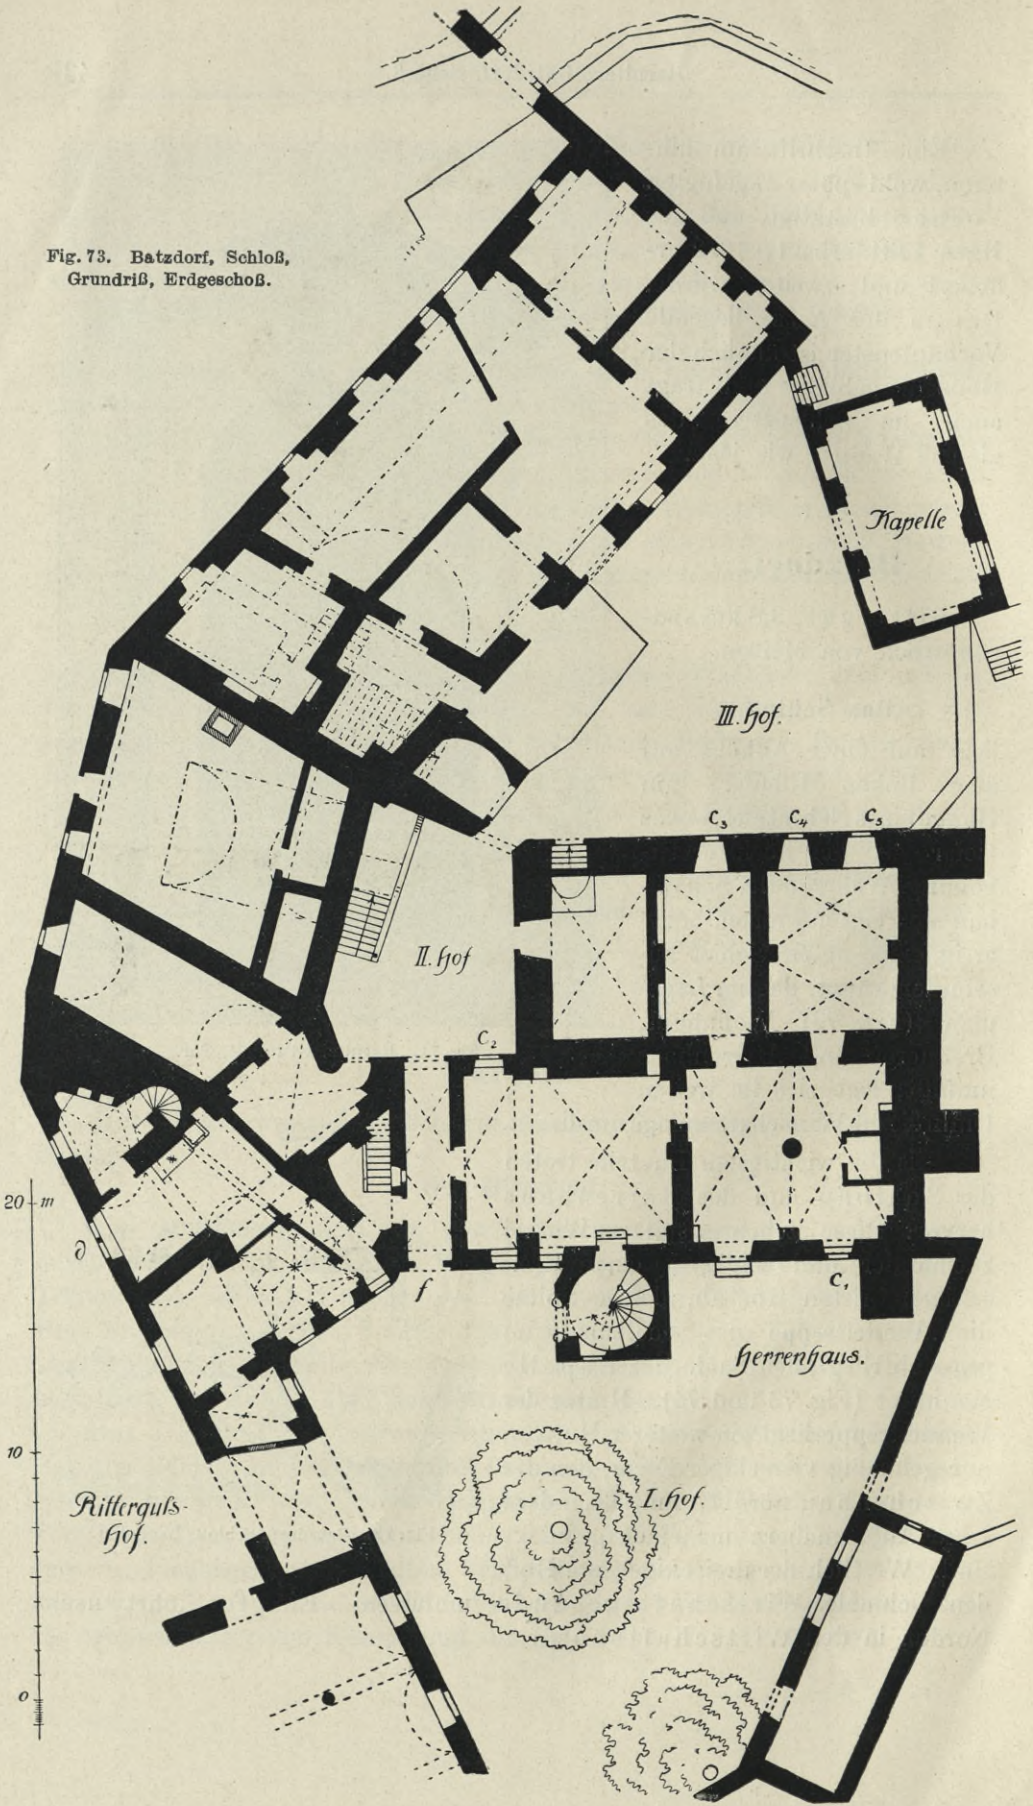 Fig. 73. Batzdorf, Schloß,
Grundriß, Erdgeschoß.
Kapelle
III. Hof.
C3
C4
C5
II. Hof
C2
20 m
d
f
C1
Herrenhaus.
10
I. Hof.
Ritterguts-
Hof.
0